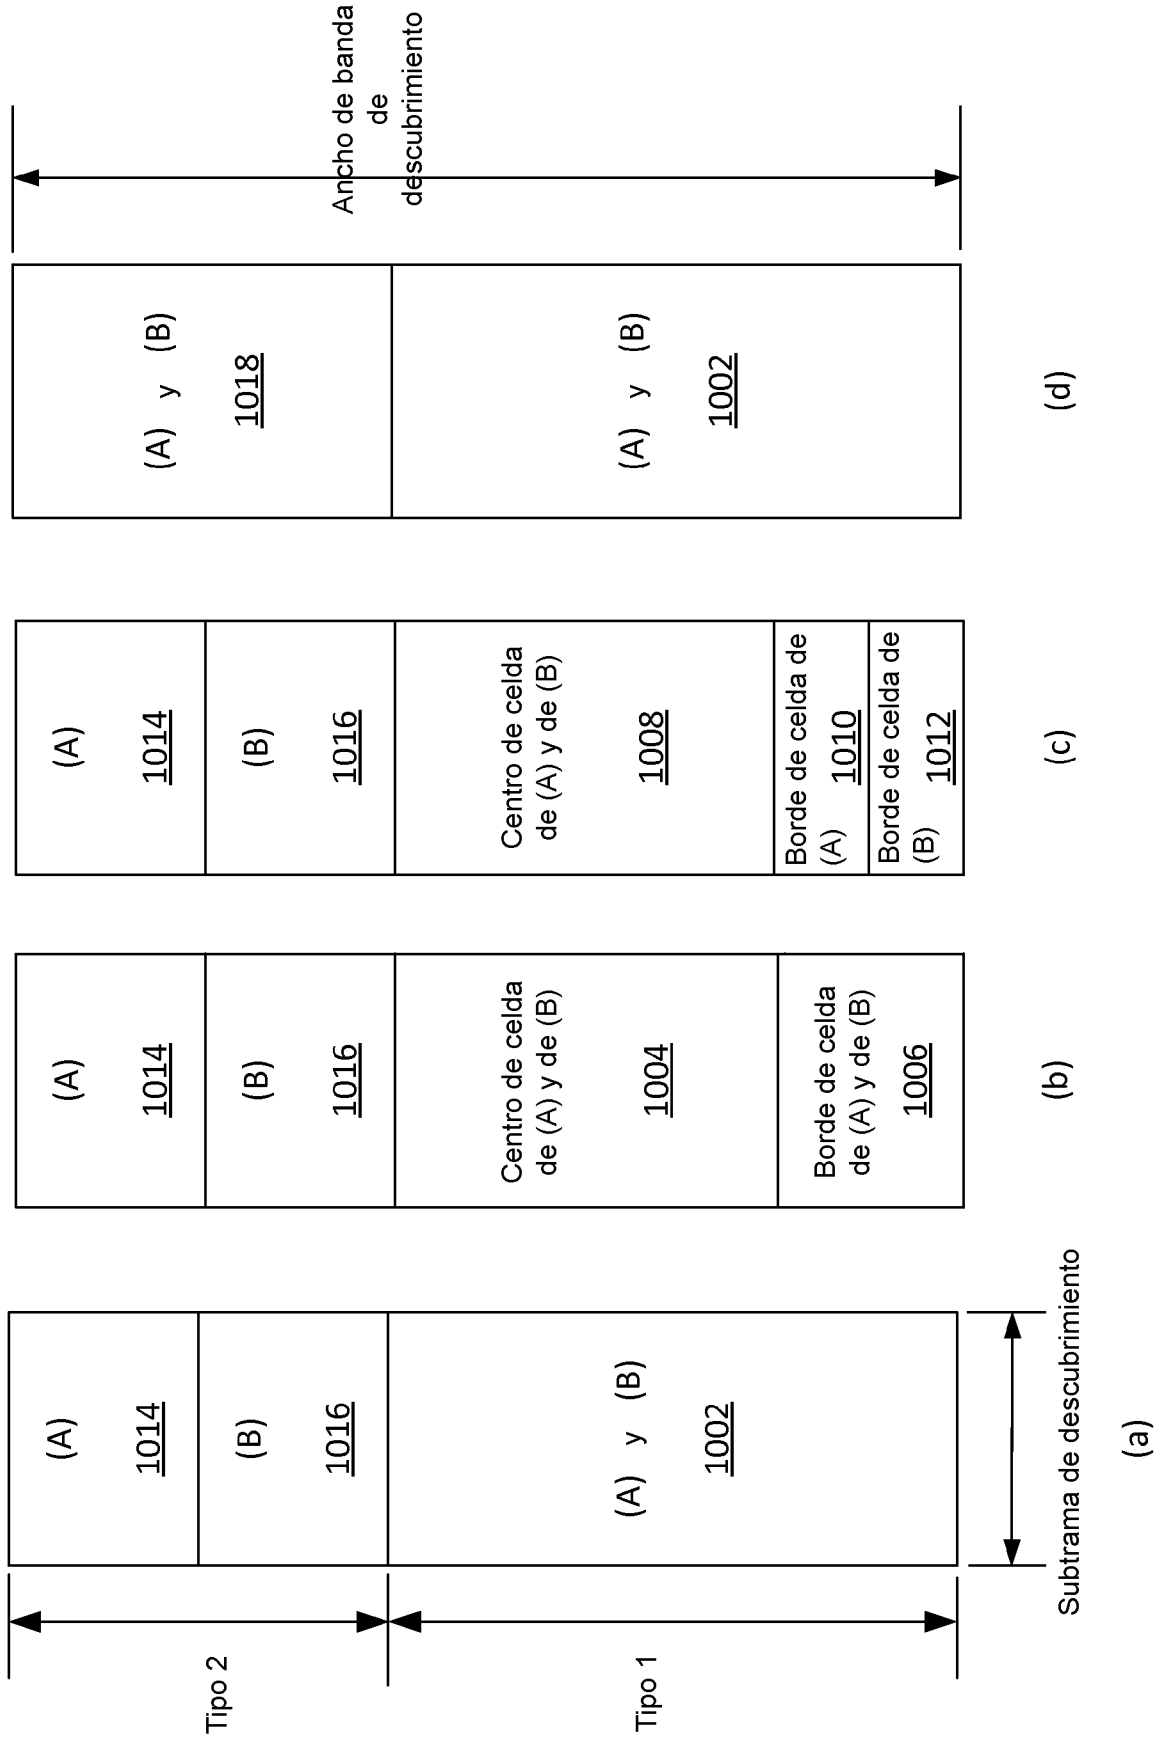 Tipo 2
Tipo 1
(A)
1014
(B)
1016
(A) y (B)
1002
Subtrama de descubrimiento
(a)
(A)
1014
(B)
1016
Centro de celda
de (A) y de (B)
1004
Borde de celda
de (A) y de (B)
1006
(b)
(A)
1014
(B)
1016
Centro de celda
de (A) y de (B)
1008
Borde de celda de
(A) 1010
Borde de celda de
(B) 1012
(c)
(A) y (B)
1018
(A) y (B)
1002
(d)
Ancho de banda
de
descubrimiento